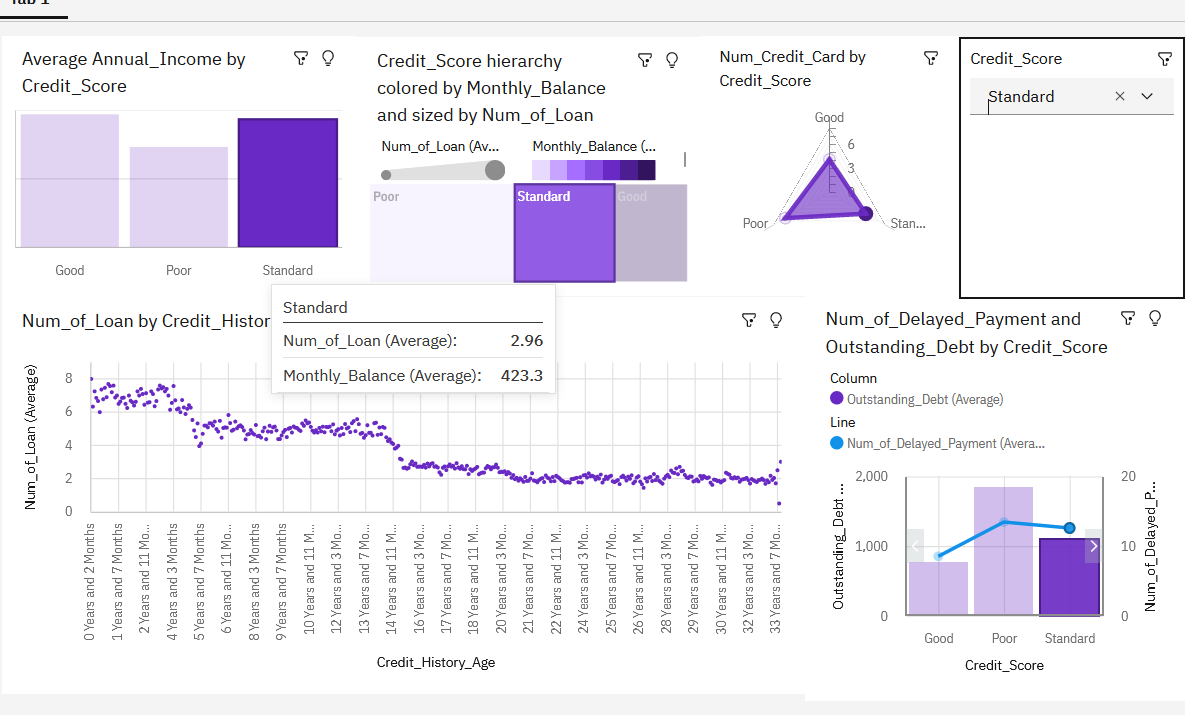 Tab 1
Average Annual_Income by
Credit_Score
Good
Poor
Standard
Credit_Score hierarchy
colored by Monthly_Balance
and sized by Num_of_Loan
Num_of_Loan (Av...
Monthly_Balance (...
Poor
Standard
Good
Num_Credit_Card by
Credit_Score
Good
6
3
0
Poor
Stan...
Credit_Score
Standard
Standard
Num_of_Loan (Average): 2.96
Monthly_Balance (Average): 423.3
Num_of_Loan by Credit_Histor
Num_of_Loan (Average)
8
6
4
2
0
0 Years and 2 Months
1 Years and 7 Months
2 Years and 11 Mo...
4 Years and 3 Months
5 Years and 7 Months
6 Years and 11 Mo...
8 Years and 3 Months
9 Years and 7 Months
10 Years and 11 M...
12 Years and 3 Mo...
13 Years and 7 Mo...
14 Years and 11 M...
16 Years and 3 Mo...
17 Years and 7 Mo...
18 Years and 11 M...
20 Years and 3 Mo...
21 Years and 7 Mo...
22 Years and 11 M...
24 Years and 3 Mo...
25 Years and 7 Mo...
26 Years and 11 M...
28 Years and 3 Mo...
29 Years and 7 Mo...
30 Years and 11 M...
32 Years and 3 Mo...
33 Years and 7 Mo...
Credit_History_Age
Num_of_Delayed_Payment and
Outstanding_Debt by Credit_Score
Column
Outstanding_Debt (Average)
Line
Num_of_Delayed_Payment (Avera...
Outstanding_Debt ...
2,000
1,000
0
20
10
0
Num_of_Delayed_P...
Good
Poor
Standard
Credit_Score